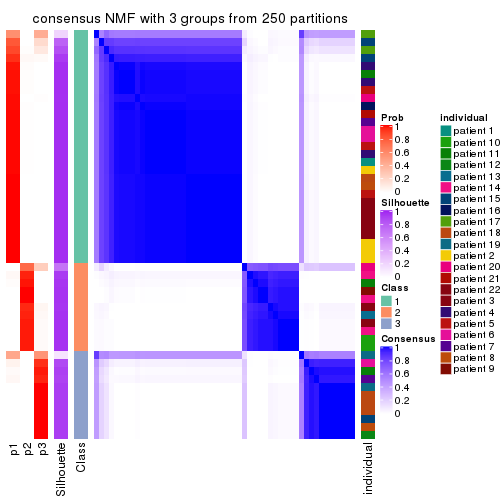 consensus NMF with 3 groups from 250 partitions
Prob
1
0.8
0.6
0.4
0.2
0
Silhouette
1
0.8
0.6
0.4
0.2
0
Class
1
2
3
Consensus
1
0.8
0.6
0.4
0.2
0
individual
patient 1
patient 10
patient 11
patient 12
patient 13
patient 14
patient 15
patient 16
patient 17
patient 18
patient 19
patient 2
patient 20
patient 21
patient 22
patient 3
patient 4
patient 5
patient 6
patient 7
patient 8
patient 9
p1
p2
p3
Silhouette
Class
individual